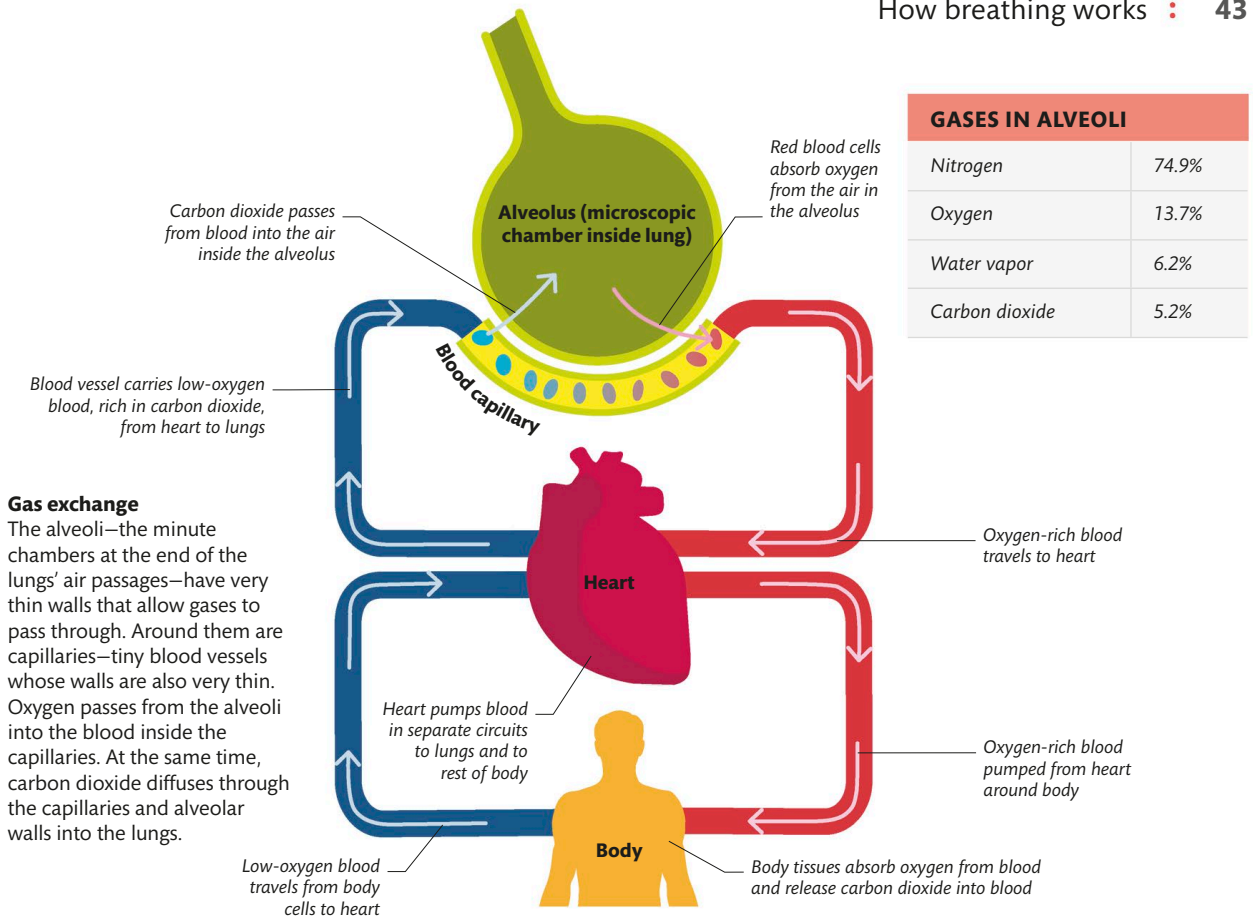 How breathing works : 43
GASES IN ALVEOLI
Nitrogen 74.9%
Oxygen 13.7%
Water vapor 6.2%
Carbon dioxide 5.2%
Red blood cells
absorb oxygen
from the air in
the alveolus
Alveolus (microscopic
chamber inside lung)
Carbon dioxide passes
from blood into the air
inside the alveolus
Blood capillary
Blood vessel carries low-oxygen
blood, rich in carbon dioxide,
from heart to lungs
Gas exchange
The alveoli—the minute
chambers at the end of the
lungs' air passages—have very
thin walls that allow gases to
pass through. Around them are
capillaries—tiny blood vessels
whose walls are also very thin.
Oxygen passes from the alveoli
into the blood inside the
capillaries. At the same time,
carbon dioxide diffuses through
the capillaries and alveolar
walls into the lungs.
Oxygen-rich blood
travels to heart
Heart
Heart pumps blood
in separate circuits
to lungs and to
rest of body
Oxygen-rich blood
pumped from heart
around body
Body
Low-oxygen blood
travels from body
cells to heart
Body tissues absorb oxygen from blood
and release carbon dioxide into blood